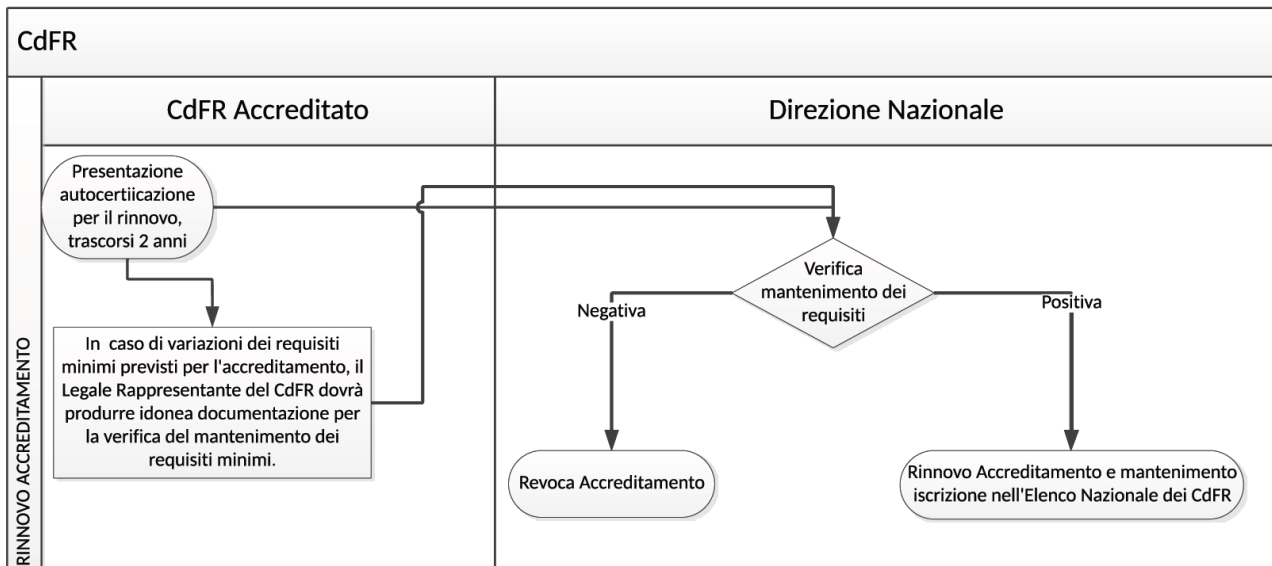 CdFR
CdFR Accreditato
Direzione Nazionale
RINNOVO ACCREDITAMENTO
Presentazione
autocertiicazione
per il rinnovo,
trascorsi 2 anni
In caso di variazioni dei requisiti
minimi previsti per l'accreditamento, il
Legale Rappresentante del CdFR dovrà
produrre idonea documentazione per
la verifica del mantenimento dei
requisiti minimi.
Verifica
mantenimento dei
requisiti
Negativa
Positiva
Revoca Accreditamento
Rinnovo Accreditamento e mantenimento
iscrizione nell'Elenco Nazionale dei CdFR